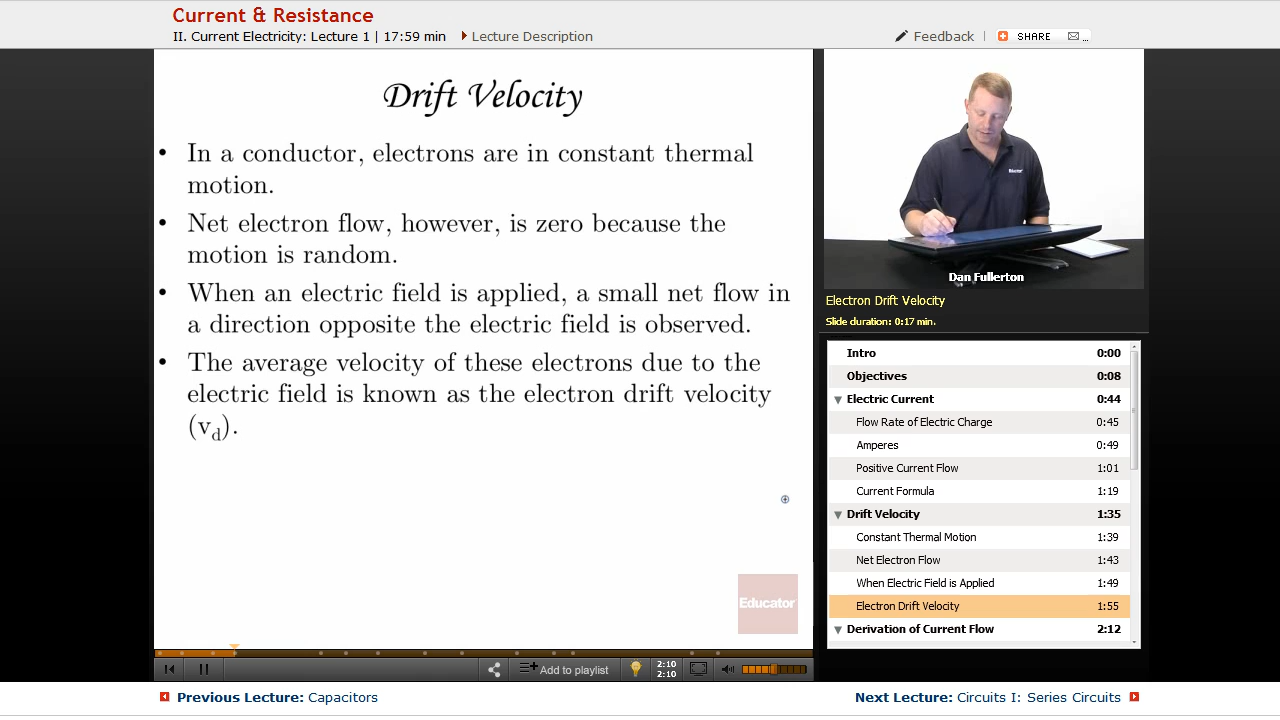 Current & Resistance
II. Current Electricity: Lecture 1 | 17:59 min
Lecture Description
Feedback
SHARE
Drift Velocity
• In a conductor, electrons are in constant thermal
motion.
• Net electron flow, however, is zero because the
motion is random.
• When an electric field is applied, a small net flow in
a direction opposite the electric field is observed.
• The average velocity of these electrons due to the
electric field is known as the electron drift velocity
(vd).
Educator
Educator
Dan Fullerton
Electron Drift Velocity
Slide duration: 0:17 min.
Intro 0:00
Objectives 0:08
Electric Current 0:44
Flow Rate of Electric Charge 0:45
Amperes 0:49
Positive Current Flow 1:01
Current Formula 1:19
Drift Velocity 1:35
Constant Thermal Motion 1:39
Net Electron Flow 1:43
When Electric Field is Applied 1:49
Electron Drift Velocity 1:55
Derivation of Current Flow 2:12
Add to playlist
2:10
2:10
Previous Lecture: Capacitors
Next Lecture: Circuits I: Series Circuits